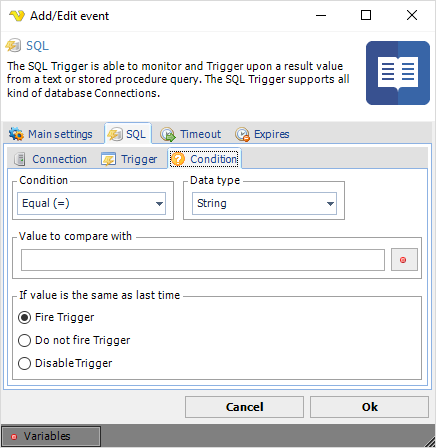 Add/Edit event
SQL
The SQL Trigger is able to monitor and Trigger upon a result value
from a text or stored procedure query. The SQL Trigger supports all
kind of database Connections.
Main settings SQL Timeout Expires
Connection Trigger Condition
Condition Data type
Equal (=) String
Value to compare with
If value is the same as last time
Fire Trigger
Do not fire Trigger
Disable Trigger
Cancel Ok
Variables